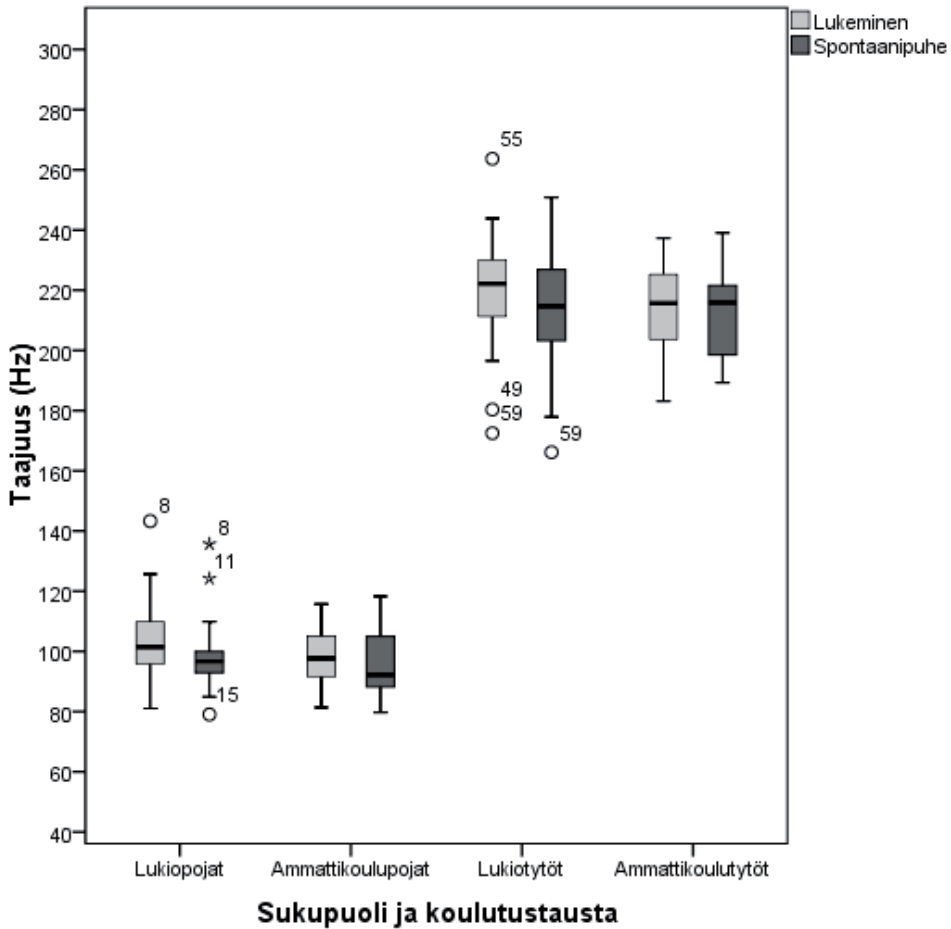 Lukeminen
Spontaanipuhe
Taajuus (Hz)
300
280
260
240
220
200
180
160
140
120
100
80
60
40
55
49
59
59
8
8
11
15
Lukiopojat
Ammattikoulupojat
Lukiotytöt
Ammattikoulutytöt
Sukupuoli ja koulutustausta